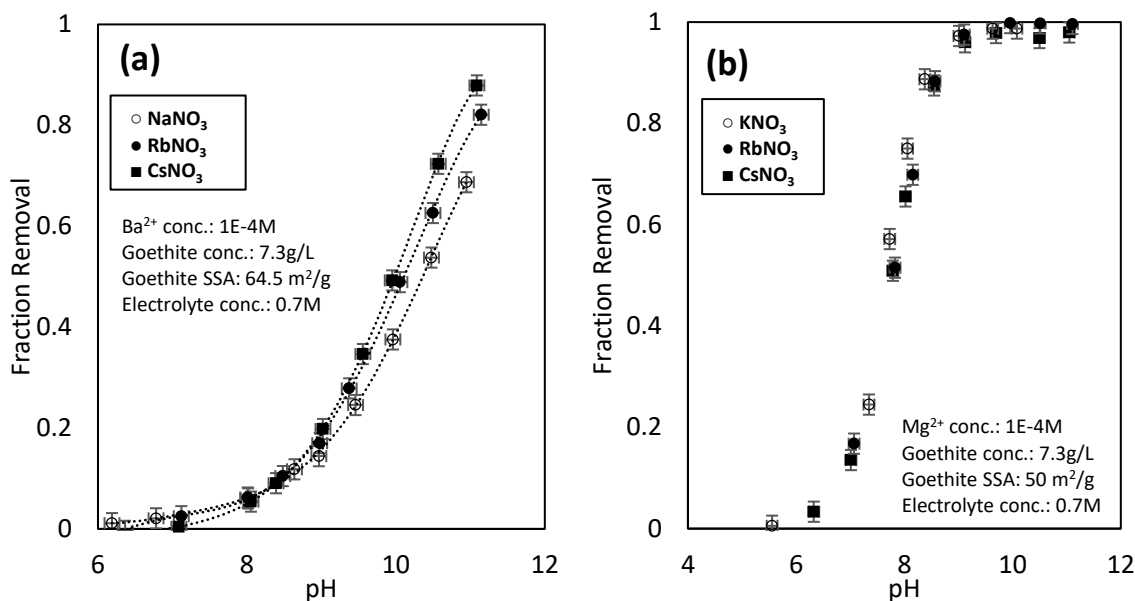 (a)
NaNO₃
RbNO₃
CsNO₃
Ba²⁺ conc.: 1E-4M
Goethite conc.: 7.3g/L
Goethite SSA: 64.5 m²/g
Electrolyte conc.: 0.7M
Fraction Removal
1
0.8
0.6
0.4
0.2
0
6
8
10
12
pH
(b)
KNO₃
RbNO₃
CsNO₃
Mg²⁺ conc.: 1E-4M
Goethite conc.: 7.3g/L
Goethite SSA: 50 m²/g
Electrolyte conc.: 0.7M
Fraction Removal
1
0.8
0.6
0.4
0.2
0
4
6
8
10
12
pH